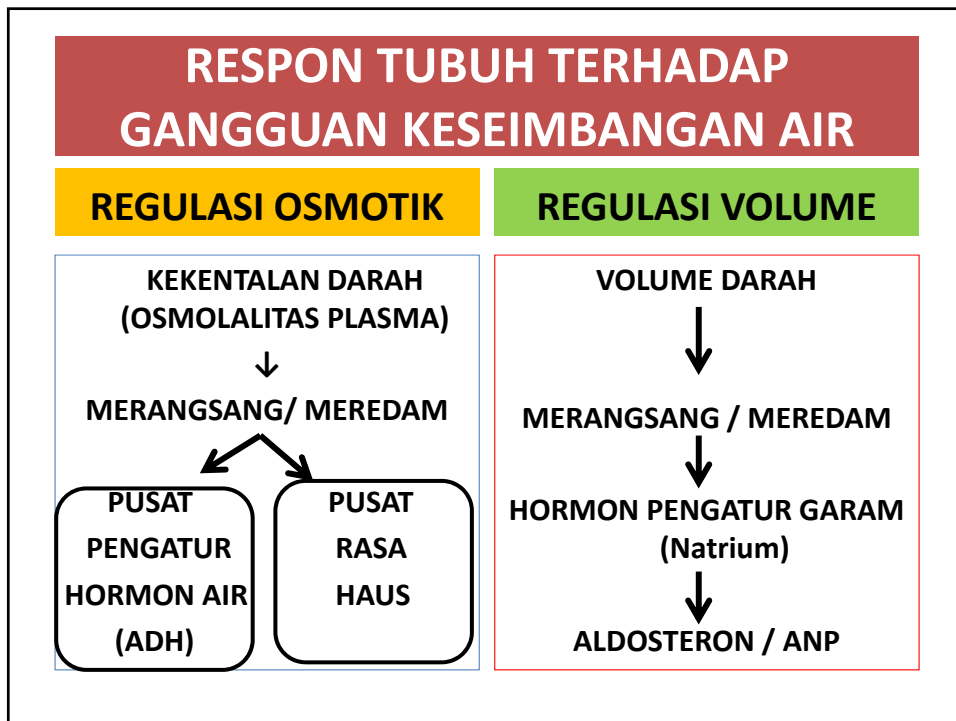 RESPON TUBUH TERHADAP
GANGGUAN KESEIMBANGAN AIR
REGULASI OSMOTIK
KEKENTALAN DARAH
(OSMOLALITAS PLASMA)
↓
MERANGSANG/ MEREDAM
PUSAT
PENGATUR
HORMON AIR
(ADH)
PUSAT
RASA
HAUS
REGULASI VOLUME
VOLUME DARAH
MERANGSANG / MEREDAM
HORMON PENGATUR GARAM
(Natrium)
ALDOSTERON / ANP